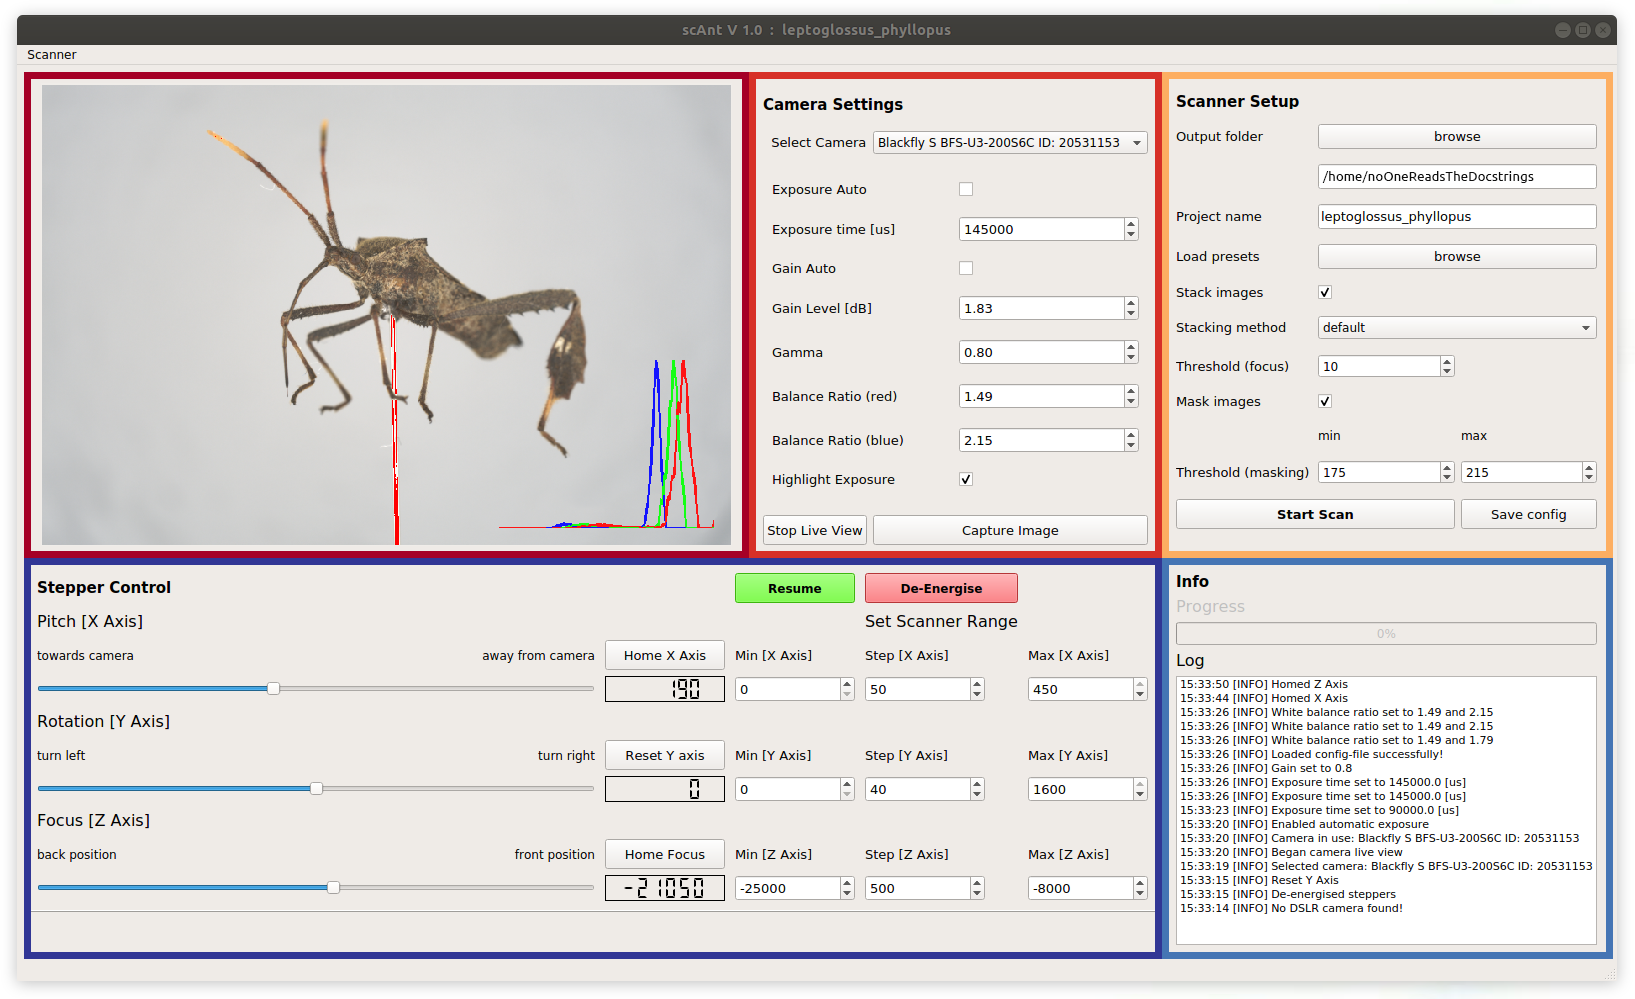 scAnt V 1.0 : leptoglossus_phyllopus
Scanner
Camera Settings
Select Camera Blackfly S BFS-U3-200S6C ID: 20531153
Exposure Auto
Exposure time [us] 145000
Gain Auto
Gain Level [dB] 1.83
Gamma 0.80
Balance Ratio (red) 1.49
Balance Ratio (blue) 2.15
Highlight Exposure
Stop Live View Capture Image
Scanner Setup
Output folder browse
/home/noOneReadsTheDocstrings
Project name leptoglossus_phyllopus
Load presets browse
Stack images
Stacking method default
Threshold (focus) 10
Mask images
min max
Threshold (masking) 175 215
Start Scan Save config
Stepper Control Resume De-Energise
Pitch [X Axis] Set Scanner Range
towards camera away from camera Home X Axis Min [X Axis] Step [X Axis] Max [X Axis]
190 0 50 450
Rotation [Y Axis]
turn left turn right Reset Y axis Min [Y Axis] Step [Y Axis] Max [Y Axis]
0 0 40 1600
Focus [Z Axis]
back position front position Home Focus Min [Z Axis] Step [Z Axis] Max [Z Axis]
-21050 -25000 500 -8000
Info
Progress
0%
Log
15:33:50 [INFO] Homed Z Axis
15:33:44 [INFO] Homed X Axis
15:33:26 [INFO] White balance ratio set to 1.49 and 2.15
15:33:26 [INFO] White balance ratio set to 1.49 and 2.15
15:33:26 [INFO] White balance ratio set to 1.49 and 1.79
15:33:26 [INFO] Loaded config-file successfully!
15:33:26 [INFO] Gain set to 0.8
15:33:26 [INFO] Exposure time set to 145000.0 [us]
15:33:26 [INFO] Exposure time set to 145000.0 [us]
15:33:23 [INFO] Exposure time set to 90000.0 [us]
15:33:20 [INFO] Enabled automatic exposure
15:33:20 [INFO] Camera in use: Blackfly S BFS-U3-200S6C ID: 20531153
15:33:20 [INFO] Began camera live view
15:33:19 [INFO] Selected camera: Blackfly S BFS-U3-200S6C ID: 20531153
15:33:15 [INFO] Reset Y Axis
15:33:15 [INFO] De-energised steppers
15:33:14 [INFO] No DSLR camera found!